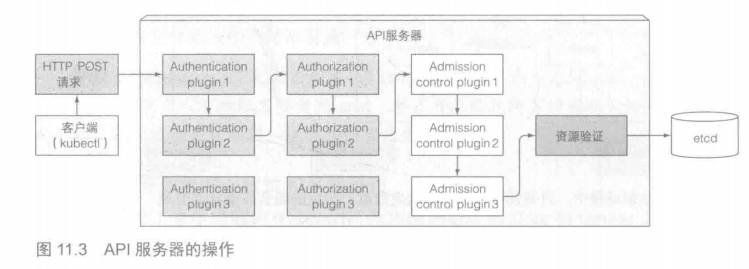 API服务器
HTTP POST
请求
客户端
(kubectl)
Authentication
plugin 1
Authentication
plugin 2
Authentication
plugin 3
Authorization
plugin 1
Authorization
plugin 2
Authorization
plugin 3
Admission
control plugin 1
Admission
control plugin 2
Admission
control plugin 3
资源验证
etcd
图 11.3 API 服务器的操作